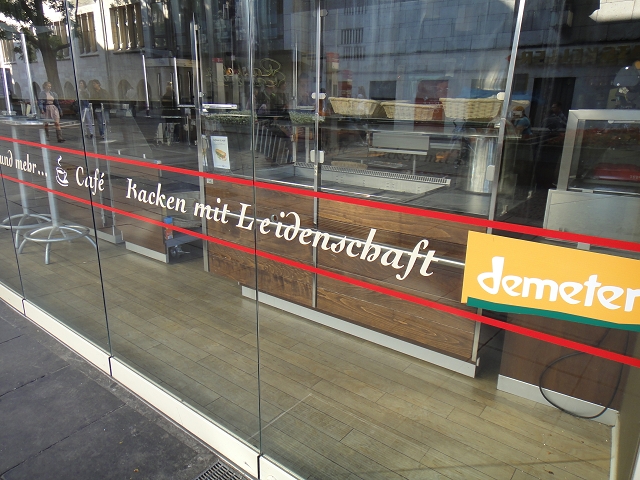 und mehr... Café Kacken mit Leidenschaft
demeter